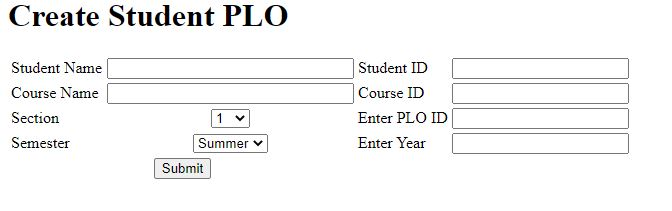 Create Student PLO
Student Name Student ID
Course Name Course ID
Section 1 Enter PLO ID
Semester Summer Enter Year
Submit